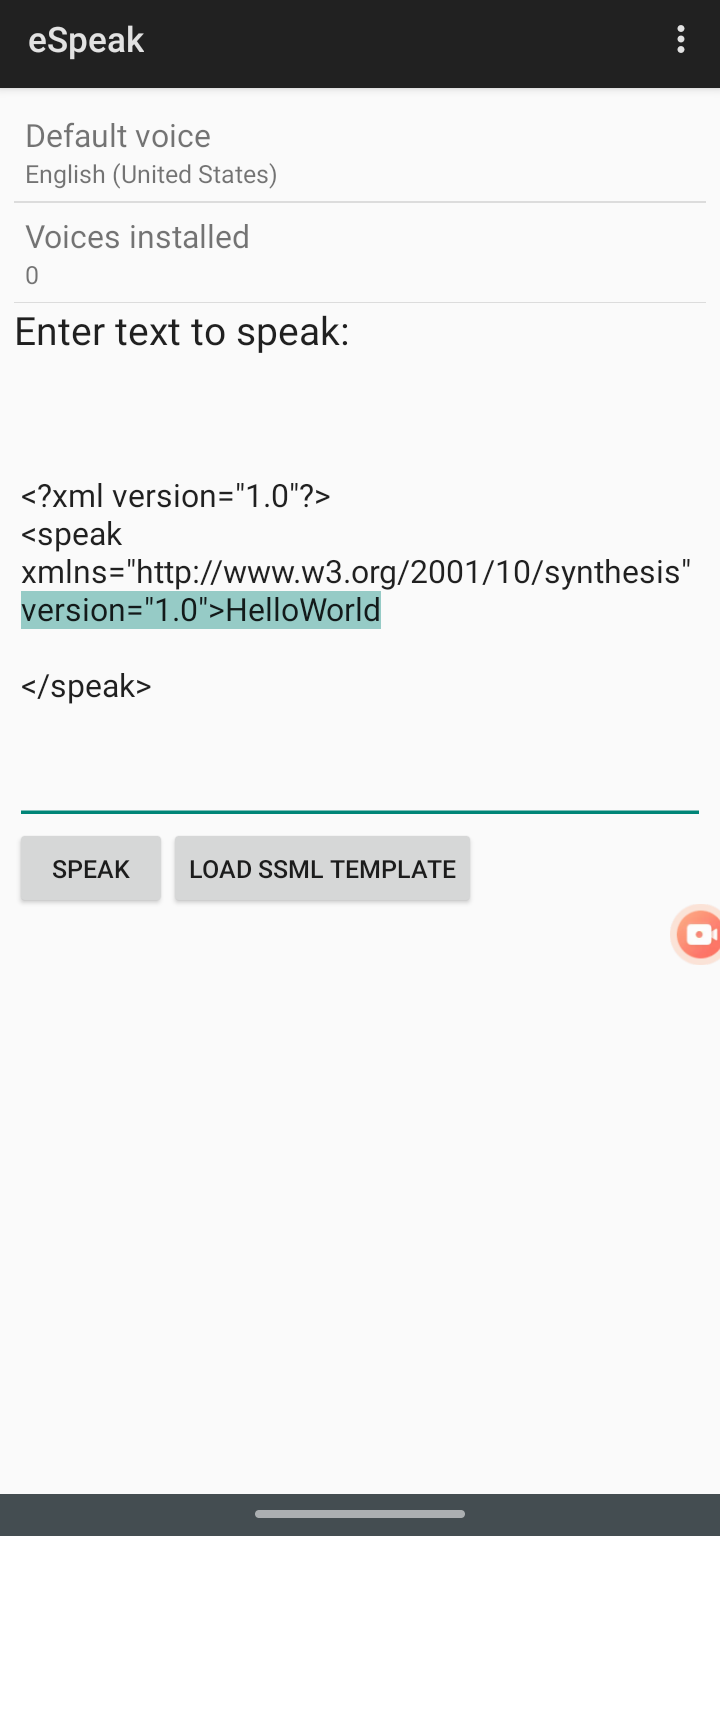 eSpeak
Default voice
English (United States)
Voices installed
0
Enter text to speak:
<?xml version="1.0"?>
<speak
xmlns="http://www.w3.org/2001/10/synthesis"
version="1.0">HelloWorld
</speak>
SPEAK
LOAD SSML TEMPLATE